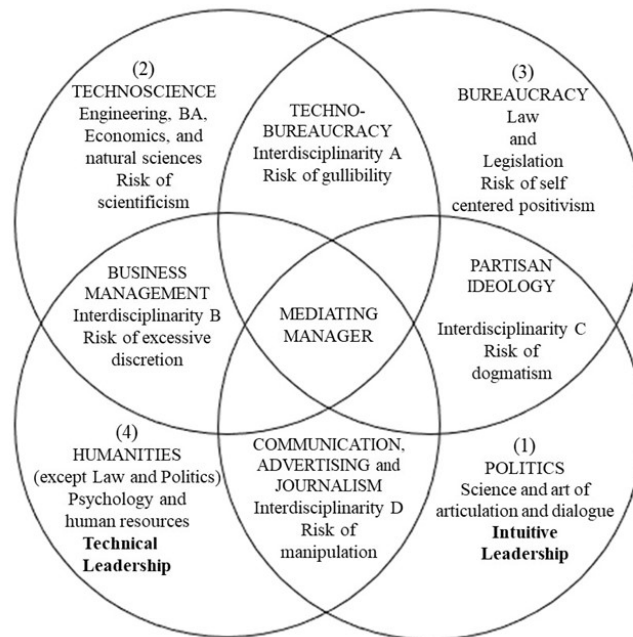 (2)
TECHNOSCIENCE
Engineering, BA,
Economics, and
natural sciences
Risk of
scientificism
TECHNO-
BUREAUCRACY
Interdisciplinarity A
Risk of gullibility
(3)
BUREAUCRACY
Law
and
Legislation
Risk of self
centered positivism
BUSINESS
MANAGEMENT
Interdisciplinarity B
Risk of excessive
discretion
MEDIATING
MANAGER
PARTISAN
IDEOLOGY
Interdisciplinarity C
Risk of
dogmatism
(4)
HUMANITIES
(except Law and Politics)
Psychology and
human resources
Technical
Leadership
COMMUNICATION,
ADVERTISING and
JOURNALISM
Interdisciplinarity D
Risk of
manipulation
(1)
POLITICS
Science and art of
articulation and dialogue
Intuitive
Leadership